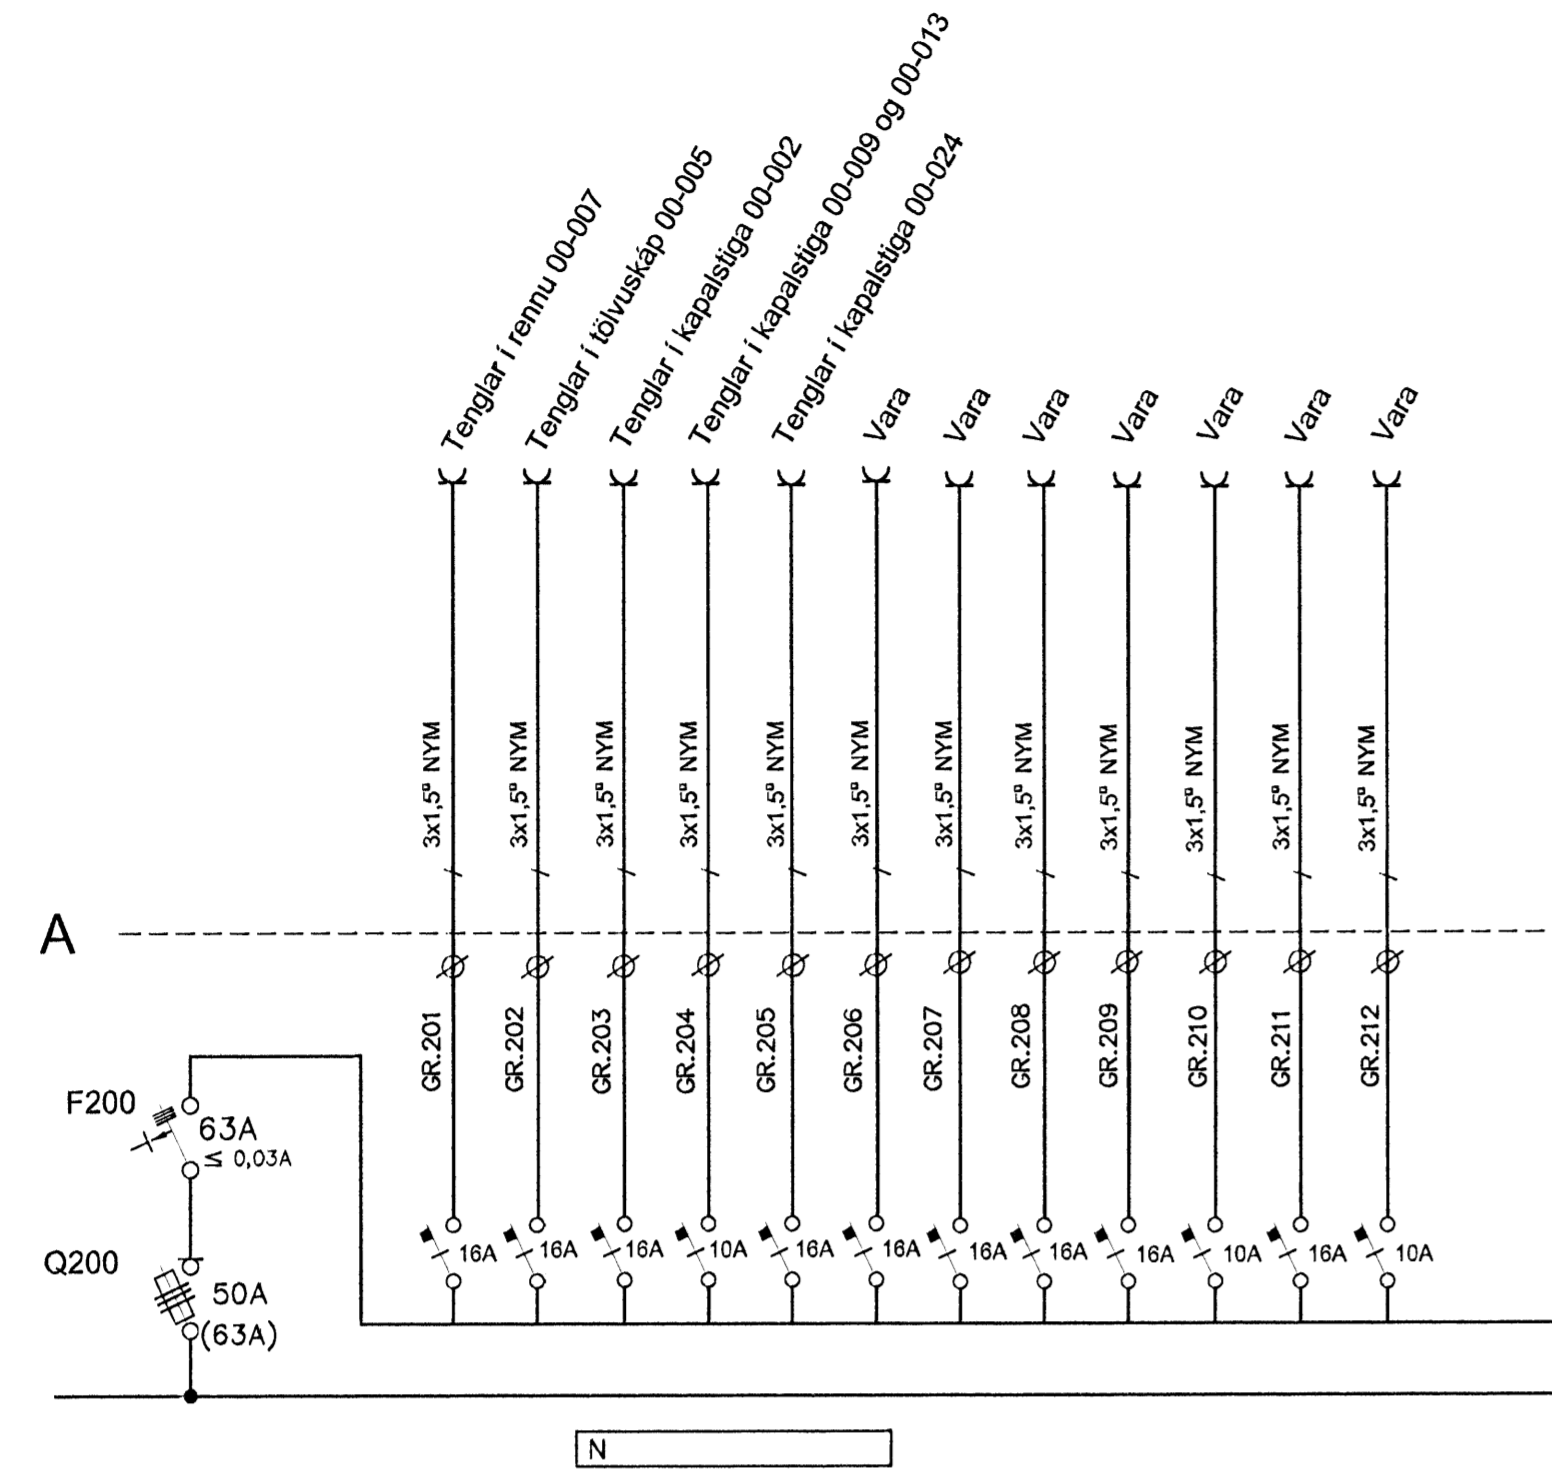 Tenglar í rennu 00-007
Tenglar í tölvuskáp 00-005
Tenglar í kapalstiga 00-002
Tenglar í kapalstiga 00-009 og 00-013
Tenglar í kapalstiga 00-024
Vara
Vara
Vara
Vara
Vara
Vara
Vara
3x1,5² NYM
3x1,5² NYM
3x1,5² NYM
3x1,5² NYM
3x1,5² NYM
3x1,5² NYM
3x1,5² NYM
3x1,5² NYM
3x1,5² NYM
3x1,5² NYM
3x1,5² NYM
3x1,5² NYM
A
GR.201
GR.202
GR.203
GR.204
GR.205
GR.206
GR.207
GR.208
GR.209
GR.210
GR.211
GR.212
F200
63A
≤ 0,03A
16A
16A
16A
10A
16A
16A
16A
16A
16A
10A
16A
10A
Q200
50A
(63A)
N